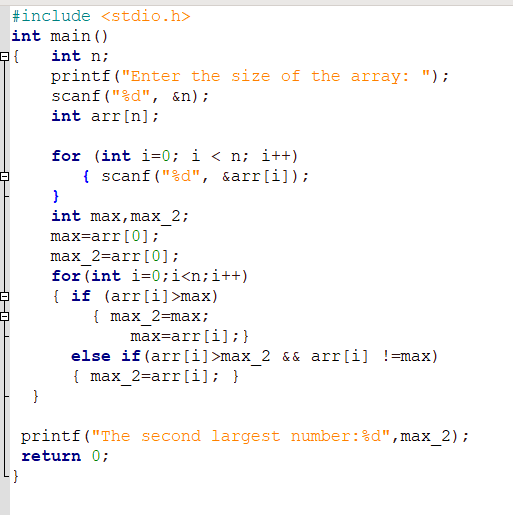 #include <stdio.h>
int main()
{   int n;
    printf("Enter the size of the array: ");
    scanf("%d", &n);
    int arr[n];

    for (int i=0; i < n; i++)
       { scanf("%d", &arr[i]);
    }
    int max,max_2;
    max=arr[0];
    max_2=arr[0];
    for(int i=0;i<n;i++)
    { if (arr[i]>max)
        { max_2=max;
            max=arr[i];}
      else if(arr[i]>max_2 && arr[i] !=max)
      { max_2=arr[i]; }
  }

 printf("The second largest number:%d",max_2);
 return 0;
}